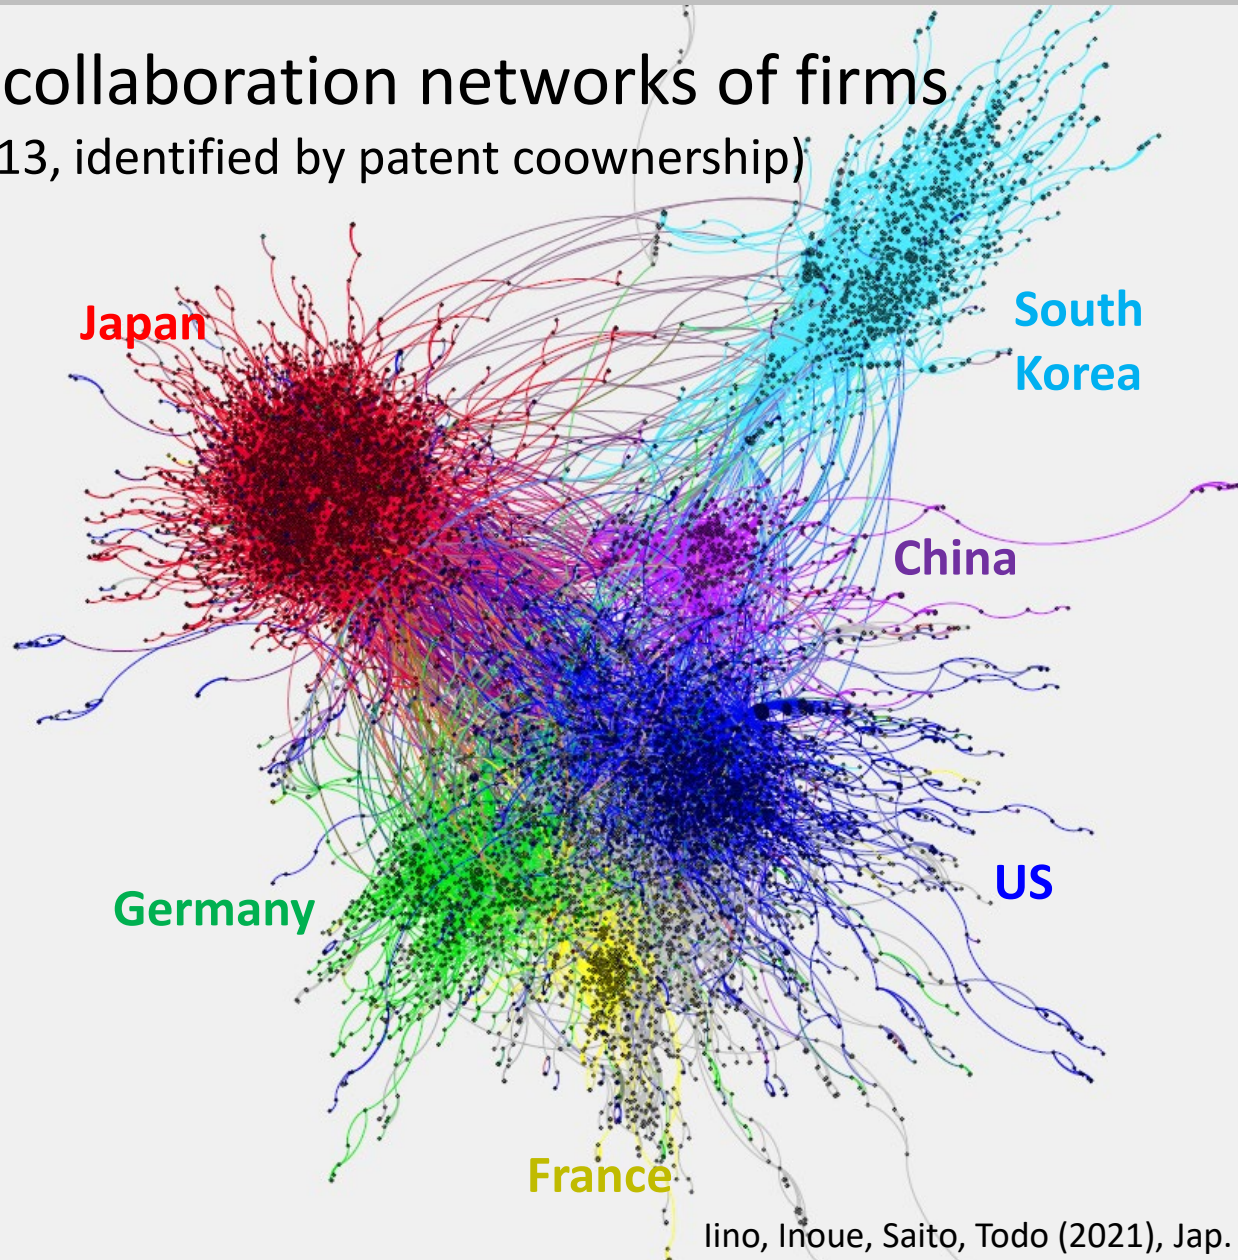 collaboration networks of firms
13, identified by patent coownership)
Japan
South
Korea
China
US
Germany
France
Iino, Inoue, Saito, Todo (2021), Jap.